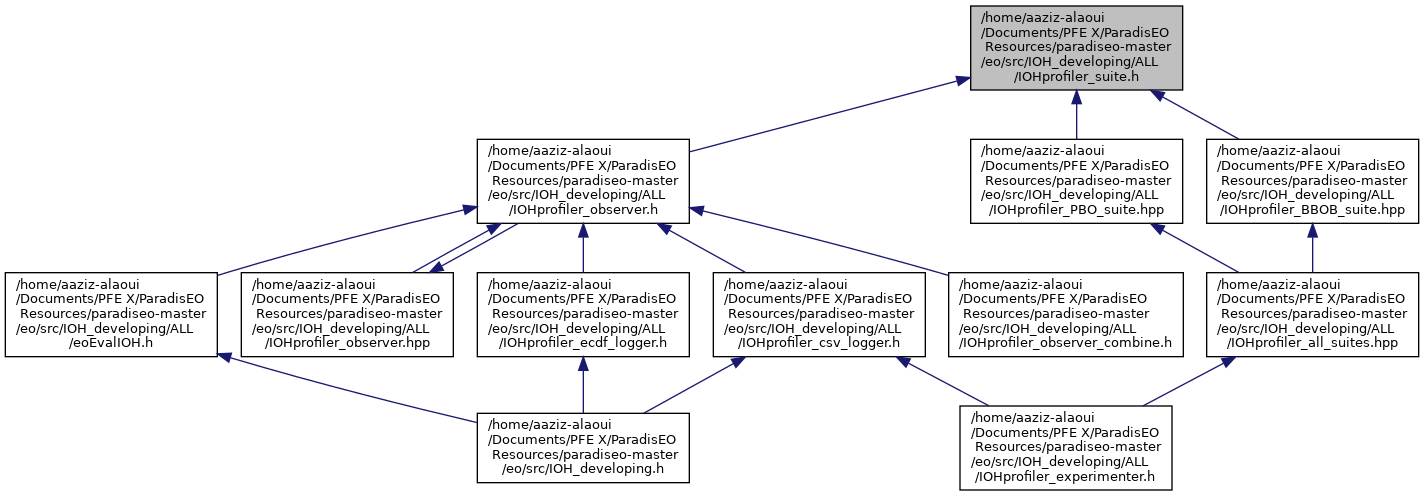 /home/aaziz-alaoui
/Documents/PFE X/ParadisEO
Resources/paradiseo-master
/eo/src/IOH_developing/ALL
/IOHprofiler_suite.h
/home/aaziz-alaoui
/Documents/PFE X/ParadisEO
Resources/paradiseo-master
/eo/src/IOH_developing/ALL
/IOHprofiler_observer.h
/home/aaziz-alaoui
/Documents/PFE X/ParadisEO
Resources/paradiseo-master
/eo/src/IOH_developing/ALL
/IOHprofiler_PBO_suite.hpp
/home/aaziz-alaoui
/Documents/PFE X/ParadisEO
Resources/paradiseo-master
/eo/src/IOH_developing/ALL
/IOHprofiler_BBOB_suite.hpp
/home/aaziz-alaoui
/Documents/PFE X/ParadisEO
Resources/paradiseo-master
/eo/src/IOH_developing/ALL
/eoEvalIOH.h
/home/aaziz-alaoui
/Documents/PFE X/ParadisEO
Resources/paradiseo-master
/eo/src/IOH_developing/ALL
/IOHprofiler_observer.hpp
/home/aaziz-alaoui
/Documents/PFE X/ParadisEO
Resources/paradiseo-master
/eo/src/IOH_developing/ALL
/IOHprofiler_ecdf_logger.h
/home/aaziz-alaoui
/Documents/PFE X/ParadisEO
Resources/paradiseo-master
/eo/src/IOH_developing/ALL
/IOHprofiler_csv_logger.h
/home/aaziz-alaoui
/Documents/PFE X/ParadisEO
Resources/paradiseo-master
/eo/src/IOH_developing/ALL
/IOHprofiler_observer_combine.h
/home/aaziz-alaoui
/Documents/PFE X/ParadisEO
Resources/paradiseo-master
/eo/src/IOH_developing/ALL
/IOHprofiler_all_suites.hpp
/home/aaziz-alaoui
/Documents/PFE X/ParadisEO
Resources/paradiseo-master
/eo/src/IOH_developing.h
/home/aaziz-alaoui
/Documents/PFE X/ParadisEO
Resources/paradiseo-master
/eo/src/IOH_developing/ALL
/IOHprofiler_experimenter.h